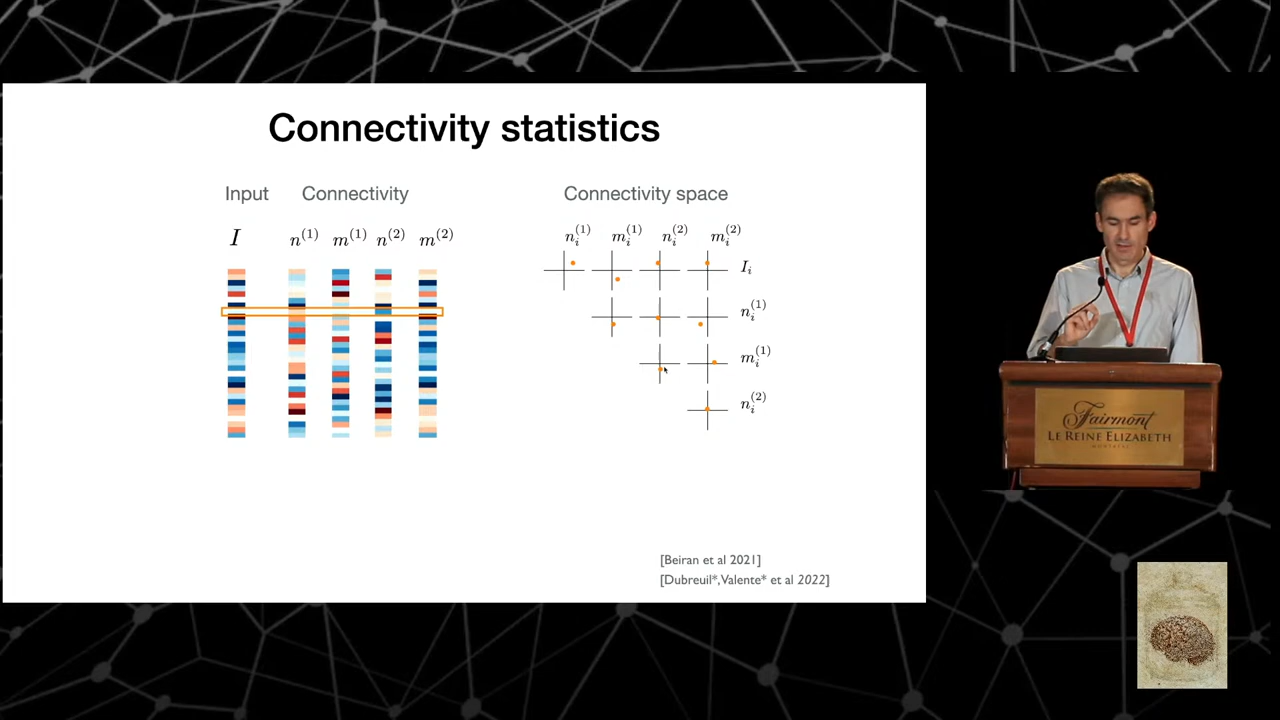 Connectivity statistics
Input Connectivity Connectivity space
I n^(1) m^(1) n^(2) m^(2)
n_i^(1) m_i^(1) n_i^(2) m_i^(2)
I_i
n_i^(1)
m_i^(1)
n_i^(2)
[Beiran et al 2021]
[Dubreuil*,Valente* et al 2022]
Fairmont
LE REINE ELIZABETH
MONTRÉAL